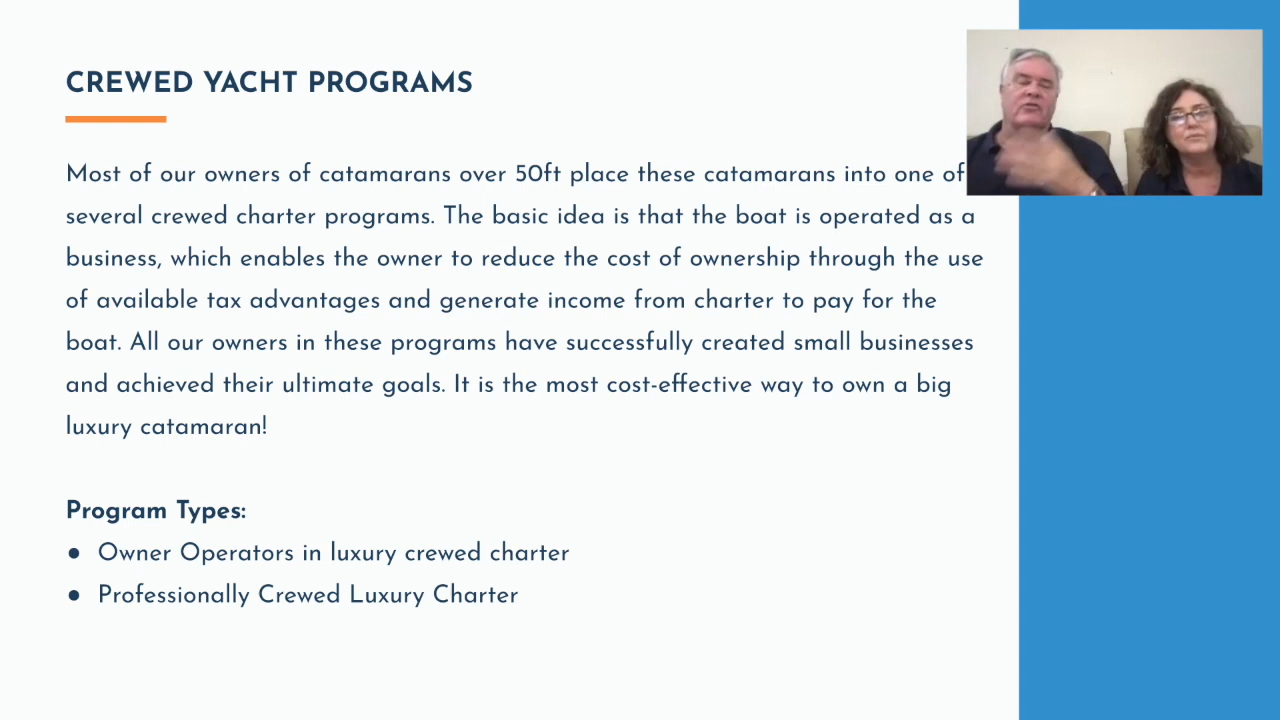 CREWED YACHT PROGRAMS
Most of our owners of catamarans over 50ft place these catamarans into one of
several crewed charter programs. The basic idea is that the boat is operated as a
business, which enables the owner to reduce the cost of ownership through the use
of available tax advantages and generate income from charter to pay for the
boat. All our owners in these programs have successfully created small businesses
and achieved their ultimate goals. It is the most cost-effective way to own a big
luxury catamaran!
Program Types:
● Owner Operators in luxury crewed charter
● Professionally Crewed Luxury Charter